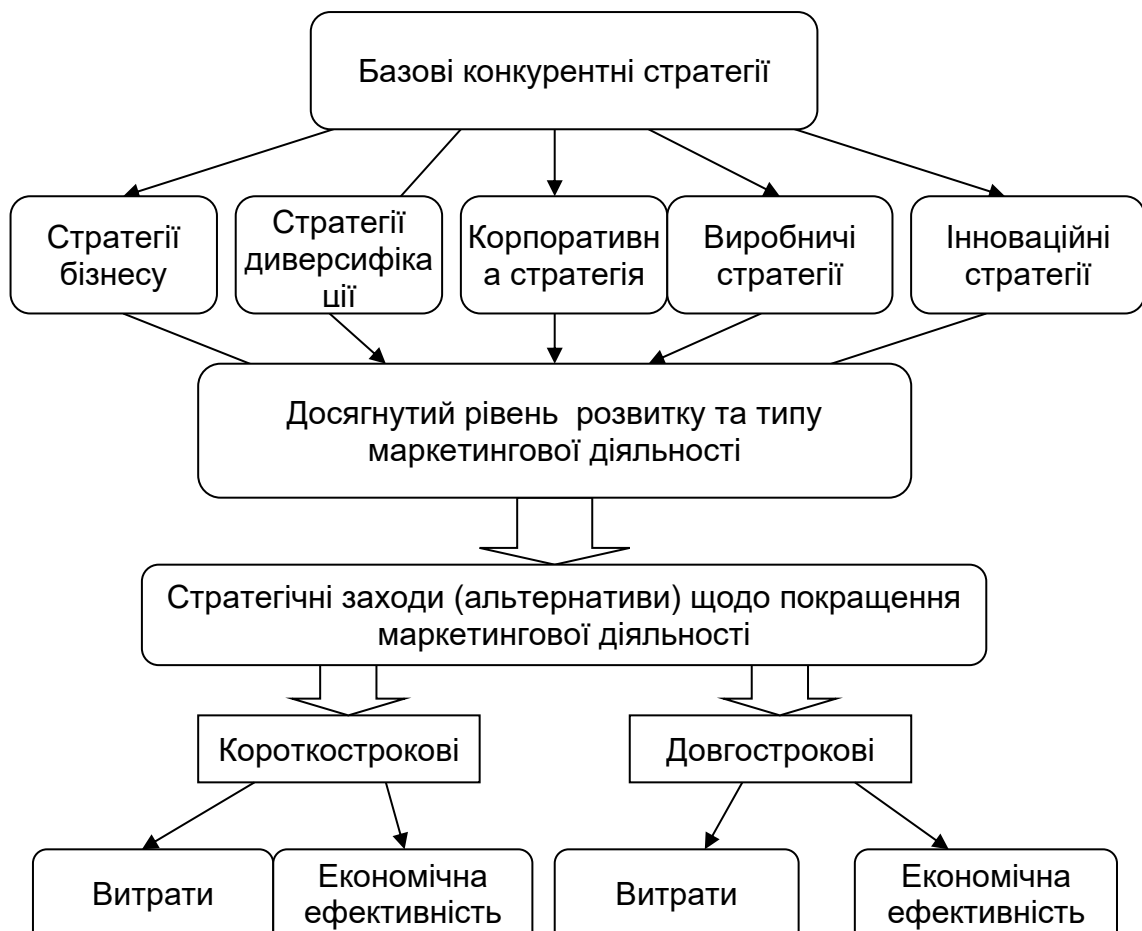 Базові конкурентні стратегії
Стратегії
бізнесу
Стратегії
диверсифіка
ції
Корпоративн
а стратегія
Виробничі
стратегії
Інноваційні
стратегії
Досягнутий рівень  розвитку та типу
маркетингової діяльності
Стратегічні заходи (альтернативи) щодо покращення
маркетингової діяльності
Короткострокові
Довгострокові
Витрати
Економічна
ефективність
Витрати
Економічна
ефективність